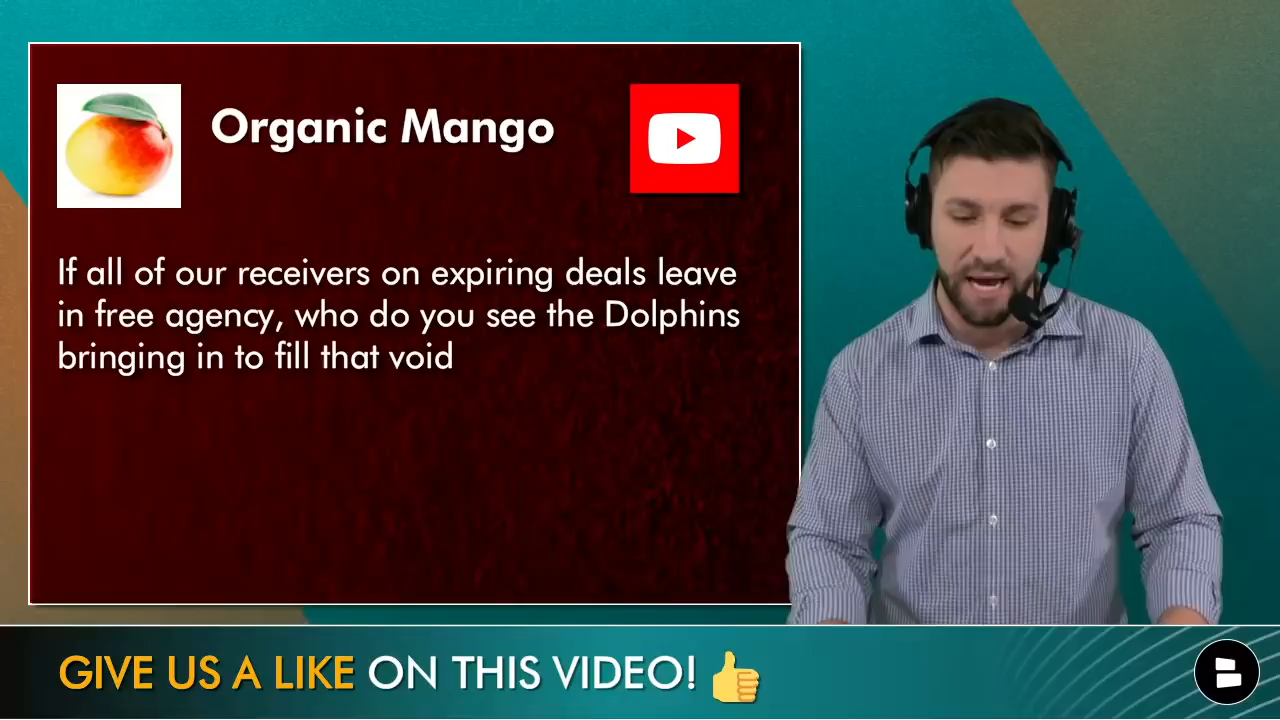 Organic Mango
If all of our receivers on expiring deals leave
in free agency, who do you see the Dolphins
bringing in to fill that void
GIVE US A LIKE ON THIS VIDEO!